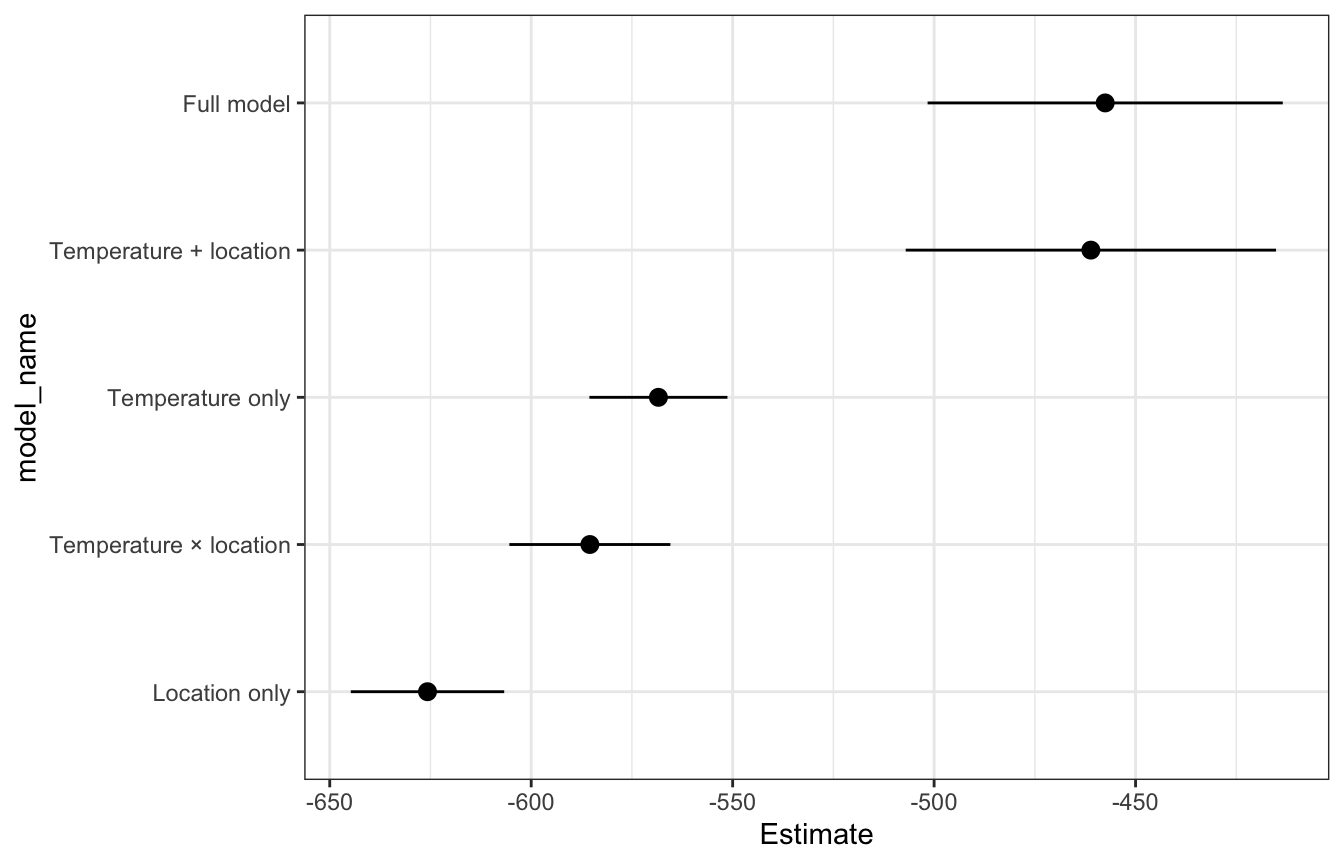 Full model
Temperature + location
Temperature only
Temperature × location
Location only
model_name
-650 -600 -550 -500 -450
Estimate